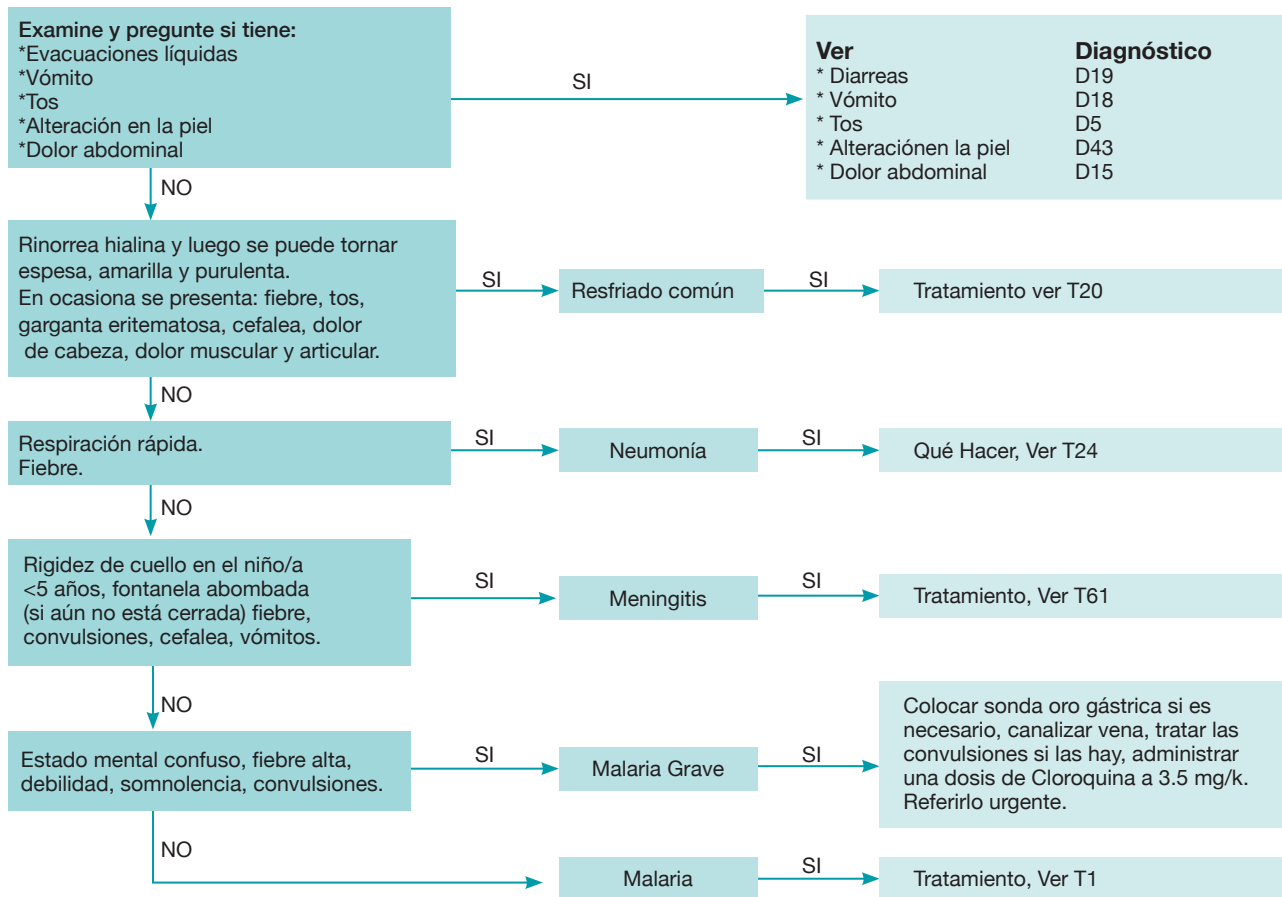 Examine y pregunte si tiene:
*Evacuaciones líquidas
*Vómito
*Tos
*Alteración en la piel
*Dolor abdominal
SI
Ver Diagnóstico
* Diarreas D19
* Vómito D18
* Tos D5
* Alteraciónen la piel D43
* Dolor abdominal D15
NO
Rinorrea hialina y luego se puede tornar
espesa, amarilla y purulenta.
En ocasiona se presenta: fiebre, tos,
garganta eritematosa, cefalea, dolor
de cabeza, dolor muscular y articular.
SI
Resfriado común
SI
Tratamiento ver T20
NO
Respiración rápida.
Fiebre.
SI
Neumonía
SI
Qué Hacer, Ver T24
NO
Rigidez de cuello en el niño/a
<5 años, fontanela abombada
(si aún no está cerrada) fiebre,
convulsiones, cefalea, vómitos.
SI
Meningitis
SI
Tratamiento, Ver T61
NO
Estado mental confuso, fiebre alta,
debilidad, somnolencia, convulsiones.
SI
Malaria Grave
SI
Colocar sonda oro gástrica si es
necesario, canalizar vena, tratar las
convulsiones si las hay, administrar
una dosis de Cloroquina a 3.5 mg/k.
Referirlo urgente.
NO
Malaria
SI
Tratamiento, Ver T1